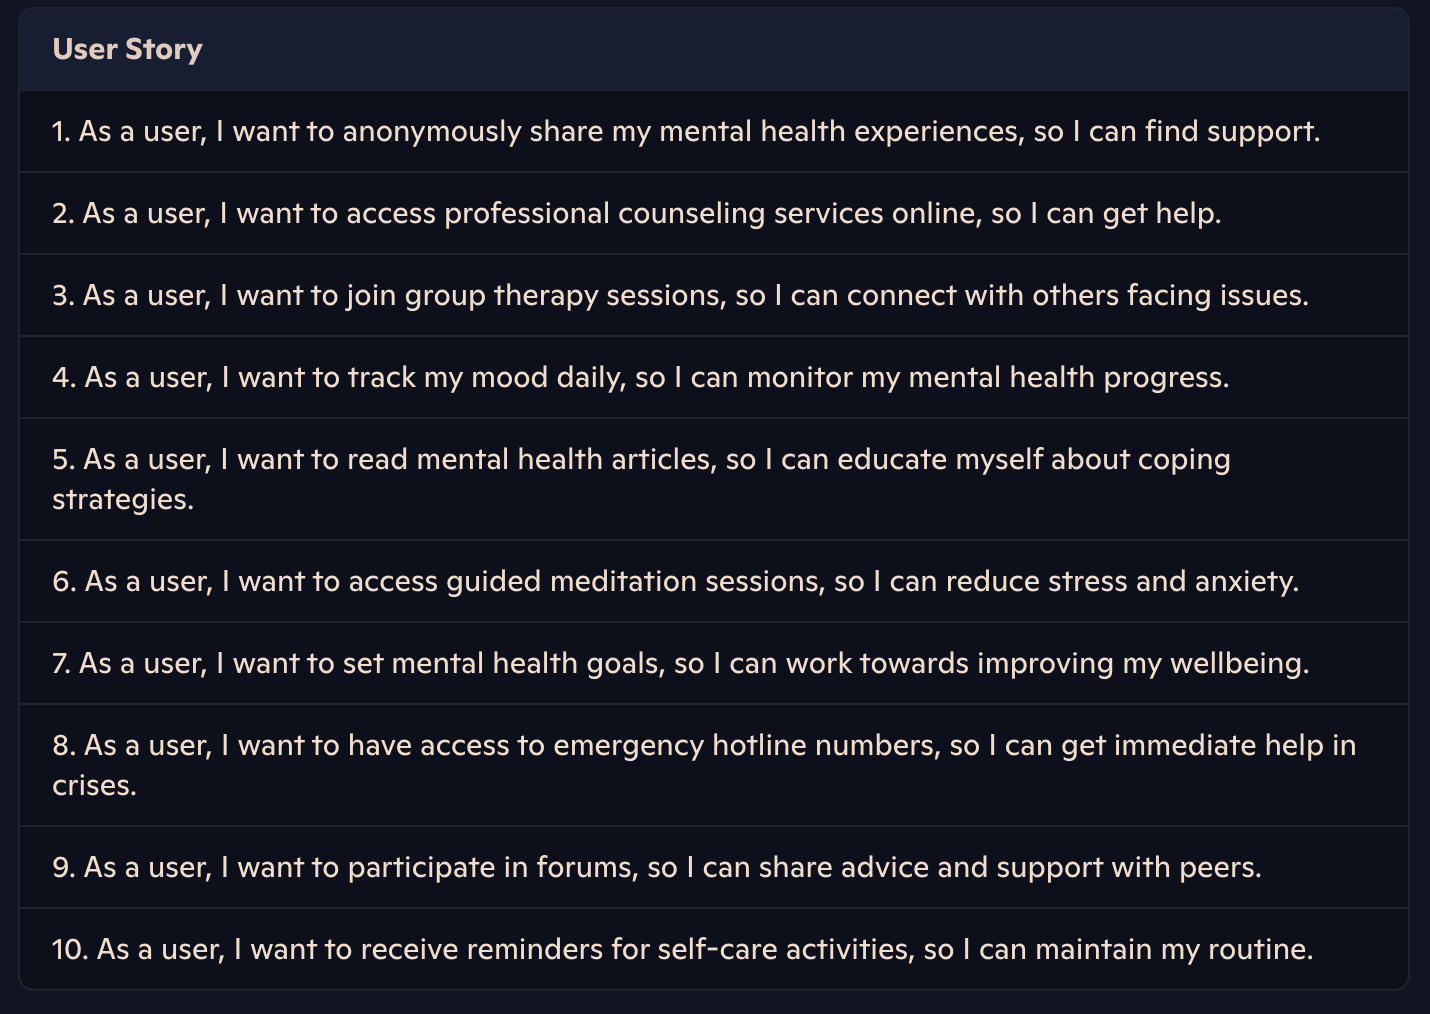 User Story
1. As a user, I want to anonymously share my mental health experiences, so I can find support.
2. As a user, I want to access professional counseling services online, so I can get help.
3. As a user, I want to join group therapy sessions, so I can connect with others facing issues.
4. As a user, I want to track my mood daily, so I can monitor my mental health progress.
5. As a user, I want to read mental health articles, so I can educate myself about coping
strategies.
6. As a user, I want to access guided meditation sessions, so I can reduce stress and anxiety.
7. As a user, I want to set mental health goals, so I can work towards improving my wellbeing.
8. As a user, I want to have access to emergency hotline numbers, so I can get immediate help in
crises.
9. As a user, I want to participate in forums, so I can share advice and support with peers.
10. As a user, I want to receive reminders for self-care activities, so I can maintain my routine.